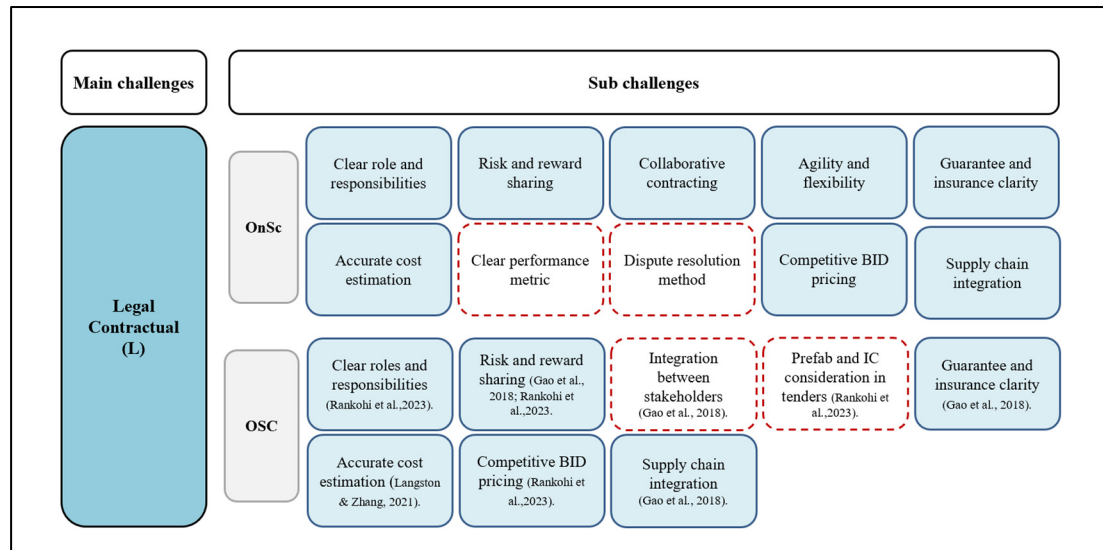 Main challenges
Sub challenges
Legal
Contractual
(L)
OnSc
Clear role and
responsibilities
Risk and reward
sharing
Collaborative
contracting
Agility and
flexibility
Guarantee and
insurance clarity
Accurate cost
estimation
Clear performance
metric
Dispute resolution
method
Competitive BID
pricing
Supply chain
integration
OSC
Clear roles and
responsibilities
(Rankohi et al.,2023).
Risk and reward
sharing (Gao et al.,
2018; Rankohi et al.,2023.
Integration
between
stakeholders
(Gao et al., 2018).
Prefab and IC
consideration in
tenders (Rankohi
et al.,2023).
Guarantee and
insurance clarity
(Gao et al., 2018).
Accurate cost
estimation (Langston
& Zhang, 2021).
Competitive BID
pricing (Rankohi et
al.,2023).
Supply chain
integration
(Gao et al., 2018).